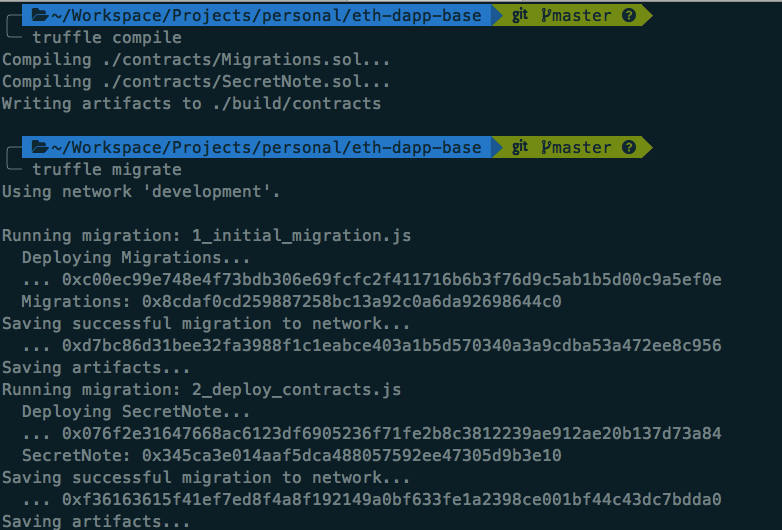 ~/Workspace/Projects/personal/eth-dapp-base git master ?
truffle compile
Compiling ./contracts/Migrations.sol...
Compiling ./contracts/SecretNote.sol...
Writing artifacts to ./build/contracts
~/Workspace/Projects/personal/eth-dapp-base git master ?
truffle migrate
Using network 'development'.
Running migration: 1_initial_migration.js
Deploying Migrations...
... 0xc00ec99e748e4f73bdb306e69fcfc2f411716b6b3f76d9c5ab1b5d00c9a5ef0e
Migrations: 0x8cdaf0cd259887258bc13a92c0a6da92698644c0
Saving successful migration to network...
... 0xd7bc86d31bee32fa3988f1c1eabce403a1b5d570340a3a9cdba53a472ee8c956
Saving artifacts...
Running migration: 2_deploy_contracts.js
Deploying SecretNote...
... 0x076f2e31647668ac6123df6905236f71fe2b8c3812239ae912ae20b137d73a84
SecretNote: 0x345ca3e014aaf5dca488057592ee47305d9b3e10
Saving successful migration to network...
... 0xf36163615f41ef7ed8f4a8f192149a0bf633fe1a2398ce001bf44c43dc7bdda0
Saving artifacts...